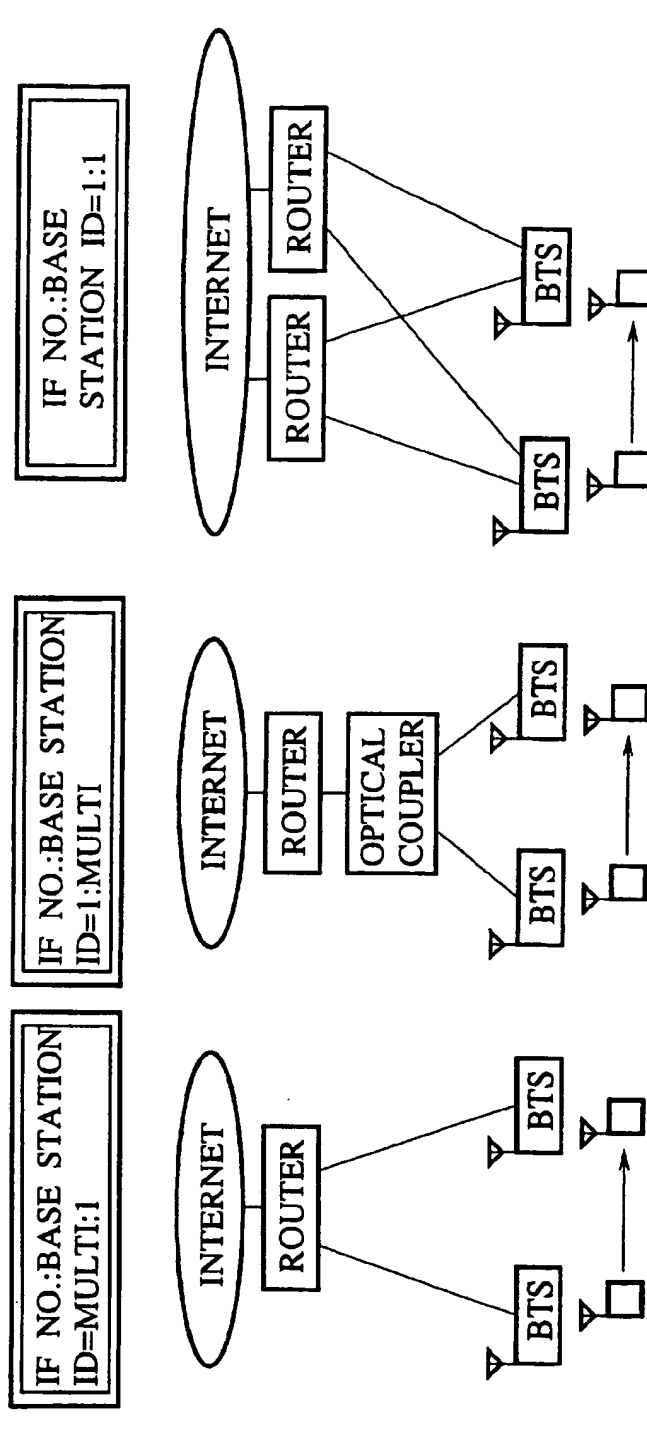 IF NO.:BASE STATION
ID=MULTI:1
INTERNET
ROUTER
BTS
BTS
IF NO.:BASE STATION
ID=1:MULTI
INTERNET
ROUTER
OPTICAL
COUPLER
BTS
BTS
IF NO.:BASE
STATION ID=1:1
INTERNET
ROUTER
ROUTER
BTS
BTS